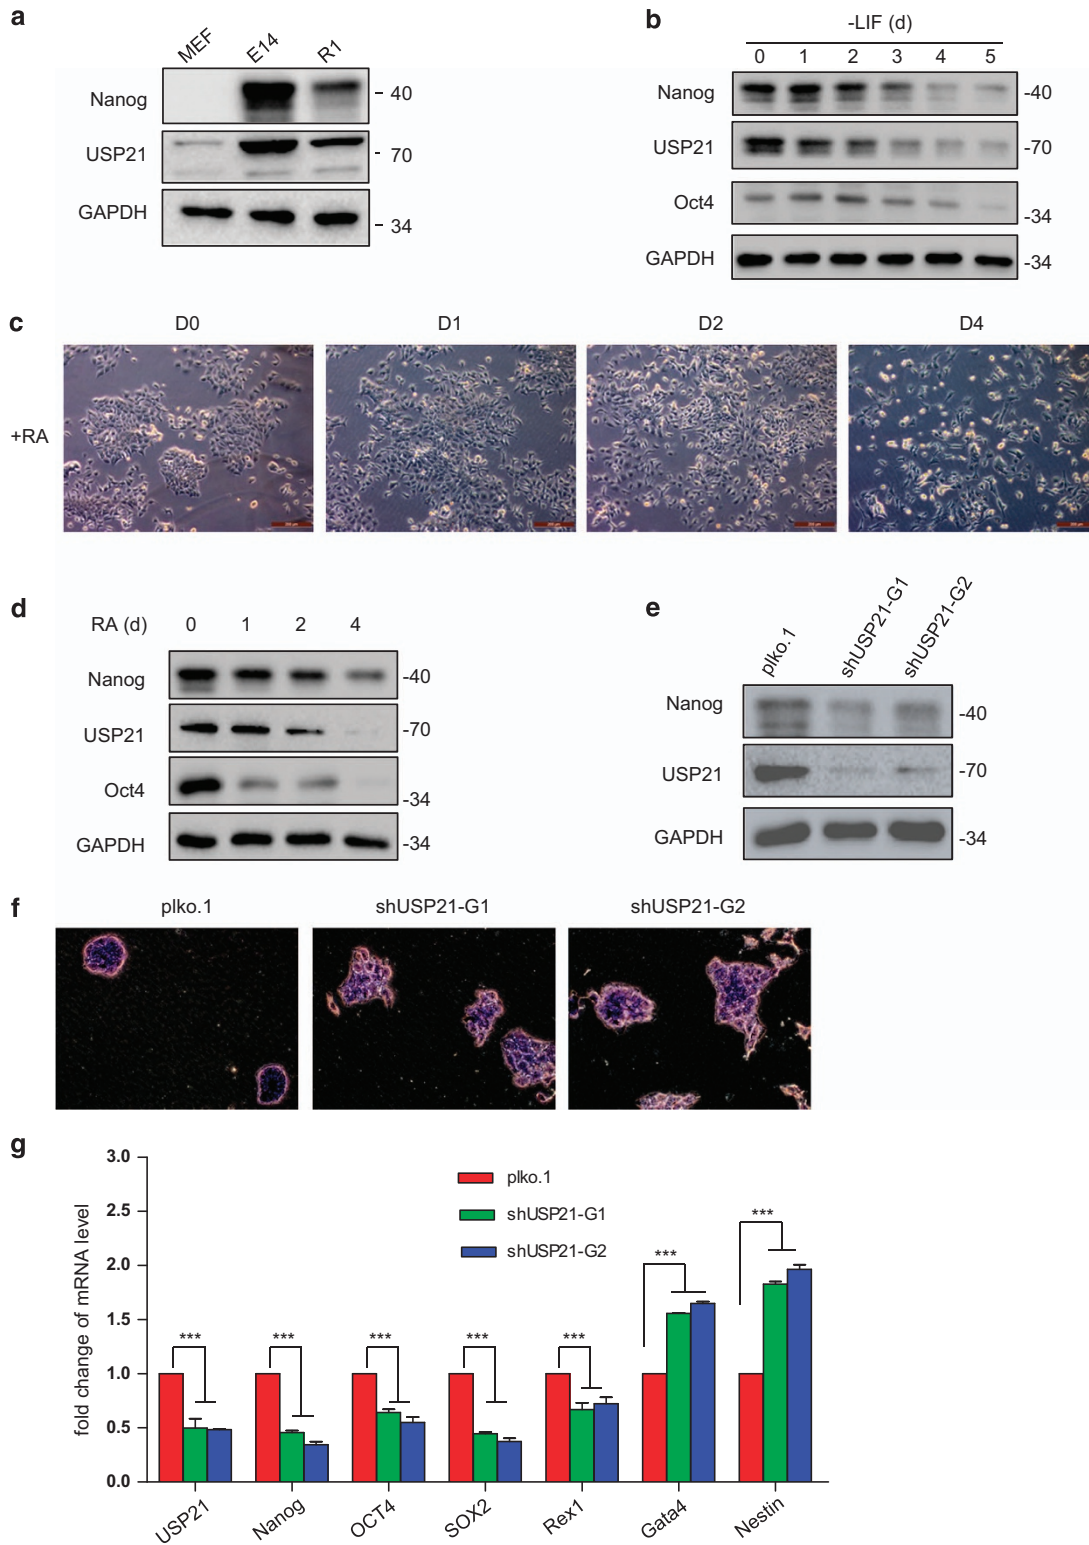 a
MEF E14 R1
Nanog - 40
USP21 - 70
GAPDH - 34
b
-LIF (d)
0 1 2 3 4 5
Nanog -40
USP21 -70
Oct4 -34
GAPDH -34
c
D0 D1 D2 D4
+RA
d
RA (d) 0 1 2 4
Nanog -40
USP21 -70
Oct4 -34
GAPDH -34
e
plko.1 shUSP21-G1 shUSP21-G2
Nanog -40
USP21 -70
GAPDH -34
f
plko.1 shUSP21-G1 shUSP21-G2
g
fold change of mRNA level
3.0
2.5
2.0
1.5
1.0
0.5
0.0
plko.1
shUSP21-G1
shUSP21-G2
*** *** *** *** *** *** ***
USP21 Nanog OCT4 SOX2 Rex1 Gata4 Nestin